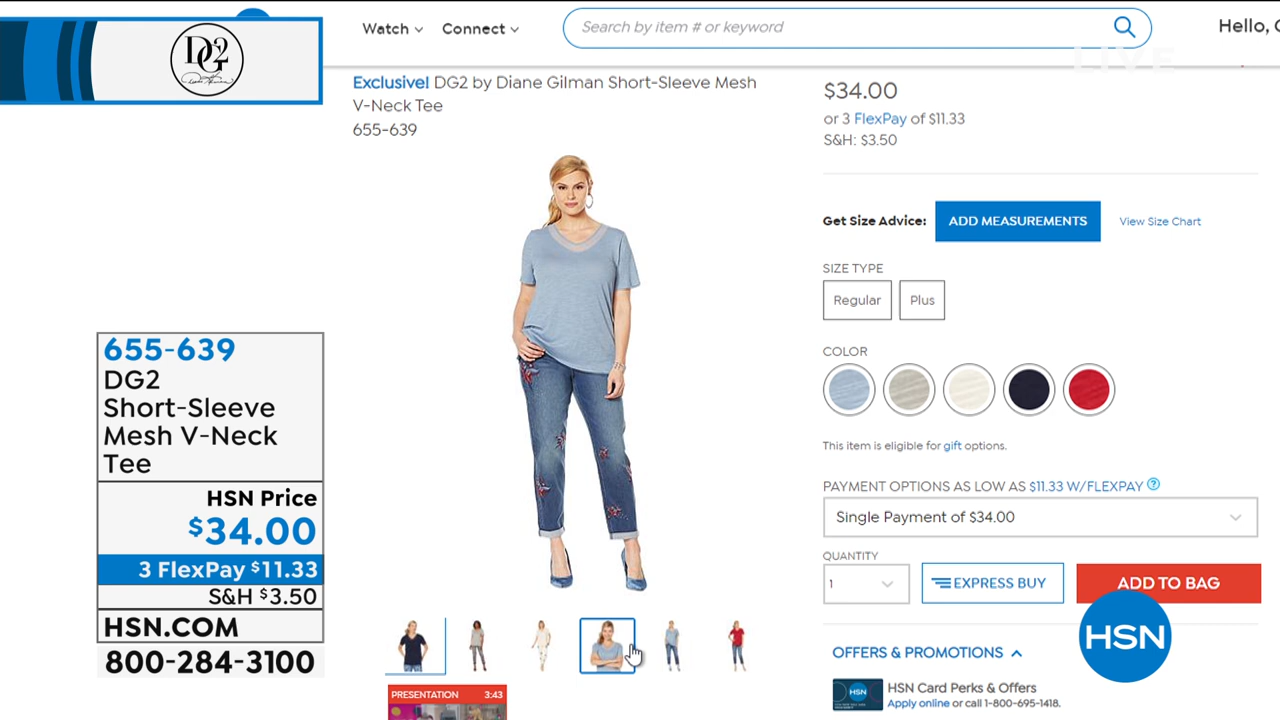 DG2
Watch
Connect
Search by item # or keyword
Hello,
LIVE
Exclusive! DG2 by Diane Gilman Short-Sleeve Mesh
V-Neck Tee
655-639
$34.00
or 3 FlexPay of $11.33
S&H: $3.50
Get Size Advice:
ADD MEASUREMENTS
View Size Chart
SIZE TYPE
Regular
Plus
COLOR
This item is eligible for gift options.
PAYMENT OPTIONS AS LOW AS $11.33 W/FLEXPAY ?
Single Payment of $34.00
QUANTITY
1
EXPRESS BUY
ADD TO BAG
OFFERS & PROMOTIONS
HSN
HSN
HSN Card Perks & Offers
Apply online or call 1-800-695-1418.
655-639
DG2
Short-Sleeve
Mesh V-Neck
Tee
HSN Price
$34.00
3 FlexPay $11.33
S&H $3.50
HSN.COM
800-284-3100
PRESENTATION 3:43